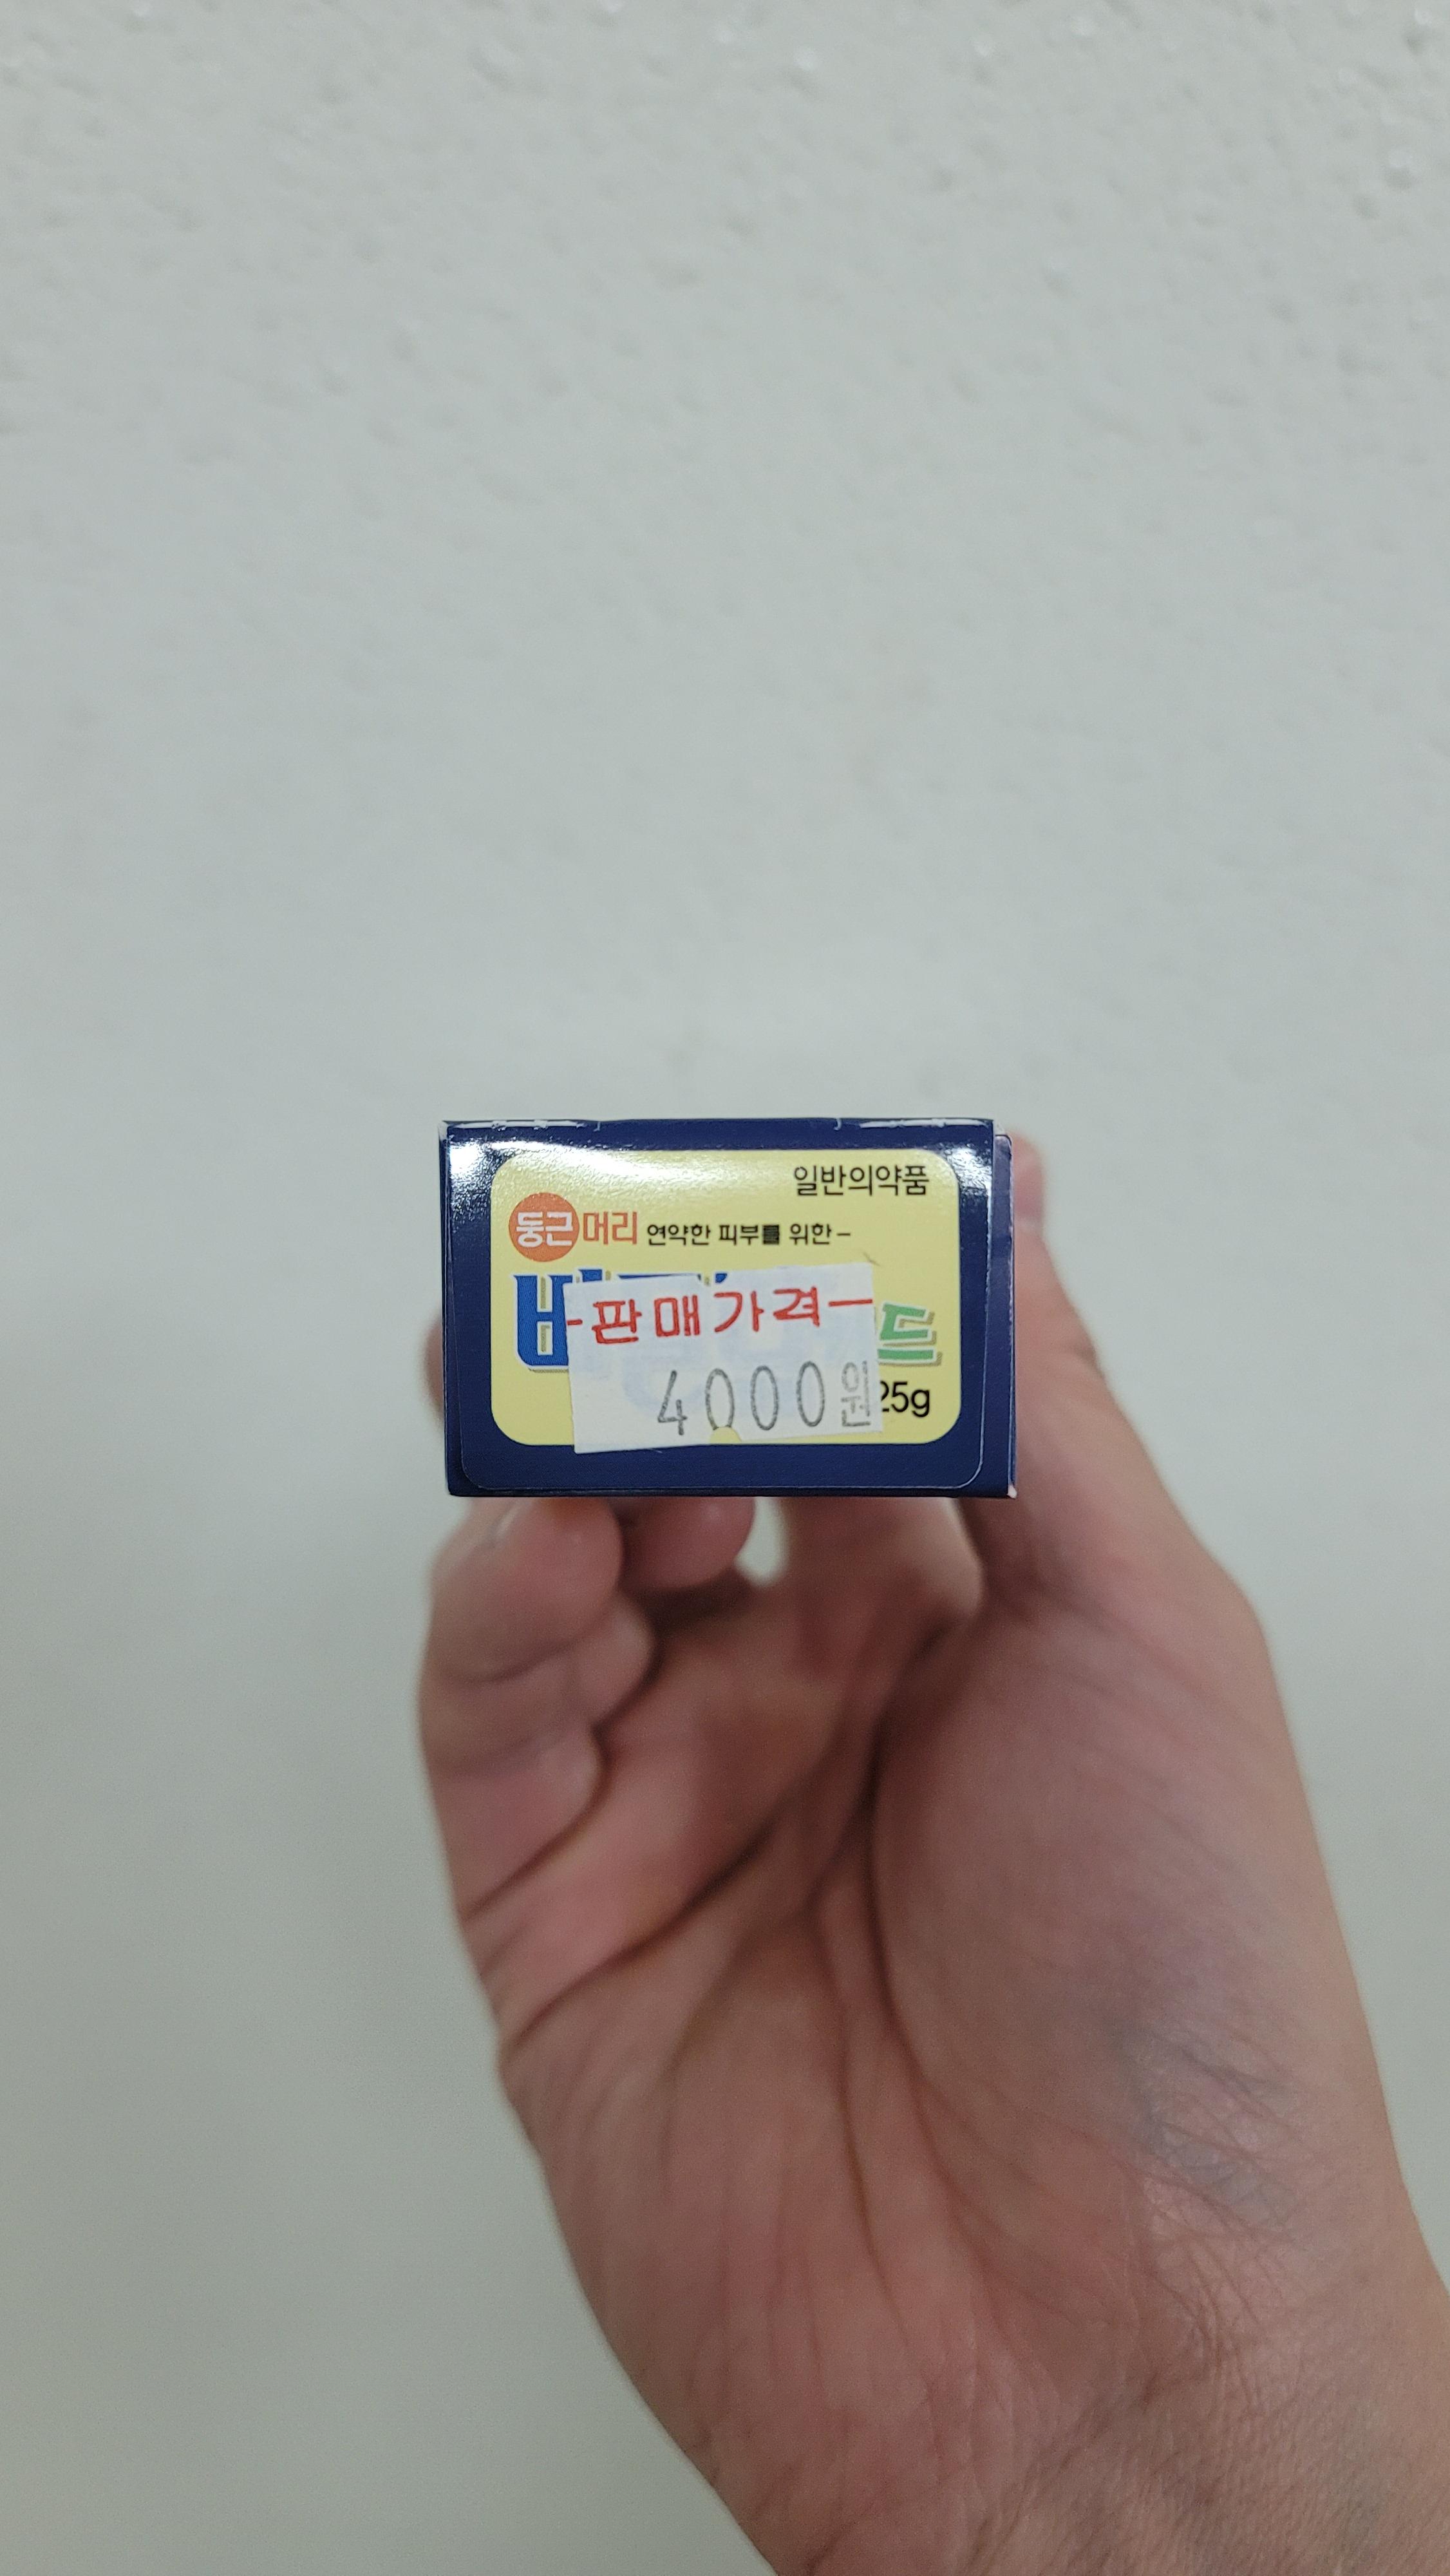 일반의약품
둥근머리 연약한 피부를 위한 –
-판매가격-
드
4000원
25g